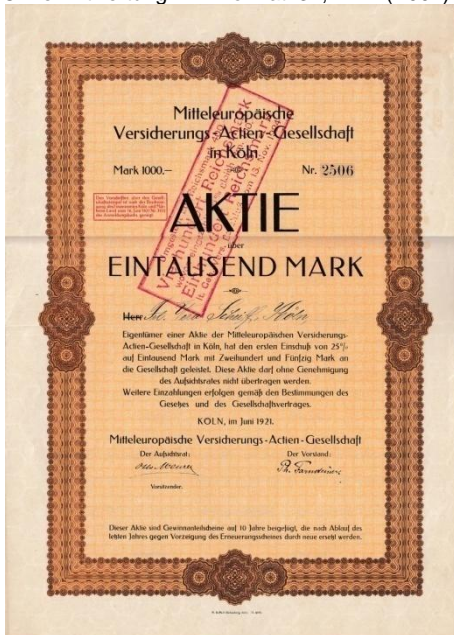 Mitteleuropäische
Versicherungs-Actien-Gesellschaft
in Köln
Mark 1000.— Nr. 2506
AKTIE
über
EINTAUSEND MARK
Herr Köln
Eigentümer einer Aktie der Mitteleuropäischen Versicherungs-
Actien-Gesellschaft in Köln, hat den ersten Einschuß von 25%
auf Eintausend Mark mit Zweihundert und Fünfzig Mark an
die Gesellschaft geleistet. Diese Aktie darf ohne Genehmigung
des Aufsichtsrates nicht übertragen werden.
Weitere Einzahlungen erfolgen gemäß den Bestimmungen des
Gesetzes und des Gesellschaftsvertrages.
KÖLN, im Juni 1921.
Mitteleuropäische Versicherungs-Actien-Gesellschaft
Der Aufsichtsrat: Der Vorstand:
Vorsitzender.
Dieser Aktie sind Gewinnanteilscheine auf 10 Jahre beigefügt, die nach Ablauf des
letzten Jahres gegen Vorzeigung des Erneuerungsscheines durch neue ersetzt werden.